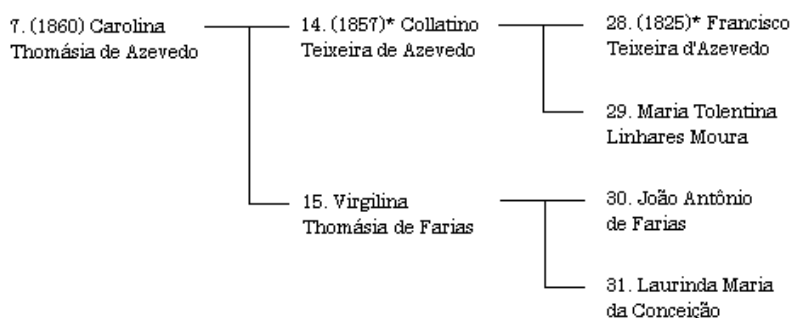 7. (1860) Carolina
Thomásia de Azevedo
14. (1857)* Collatino
Teixeira de Azevedo
28. (1825)* Francisco
Teixeira d'Azevedo
29. Maria Tolentina
Linhares Moura
15. Virgilina
Thomásia de Farias
30. João Antônio
de Farias
31. Laurinda Maria
da Conceição